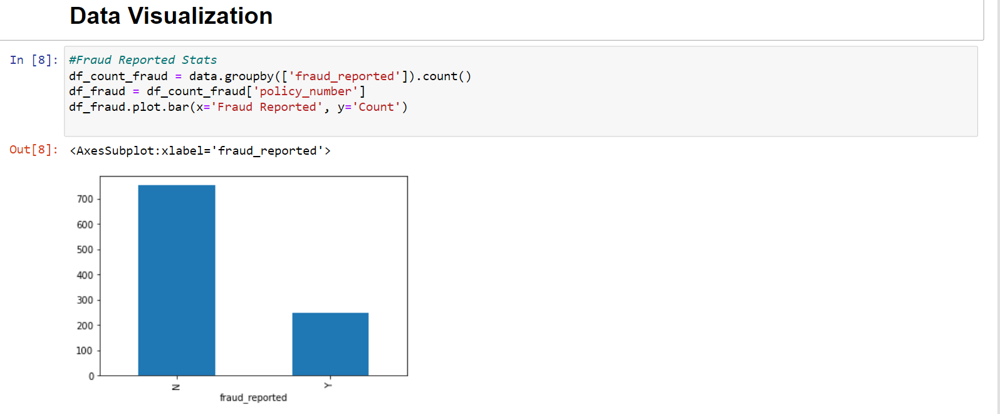 Data Visualization
In [8]:
#Fraud Reported Stats
df_count_fraud = data.groupby(['fraud_reported']).count()
df_fraud = df_count_fraud['policy_number']
df_fraud.plot.bar(x='Fraud Reported', y='Count')
Out[8]:
<AxesSubplot:xlabel='fraud_reported'>
700
600
500
400
300
200
100
0
N
Y
fraud_reported